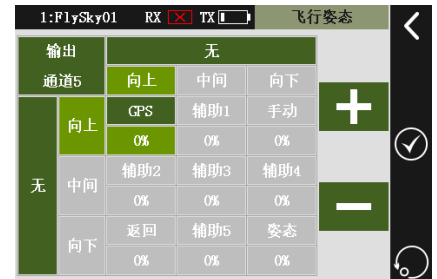 1:FlySky01 RX TX 飞行姿态
输出 无
通道5 向上 中间 向下
无 向上 GPS 辅助1 手动
0% 0% 0%
中间 辅助2 辅助3 辅助4
0% 0% 0%
向下 返回 辅助5 姿态
0% 0% 0%